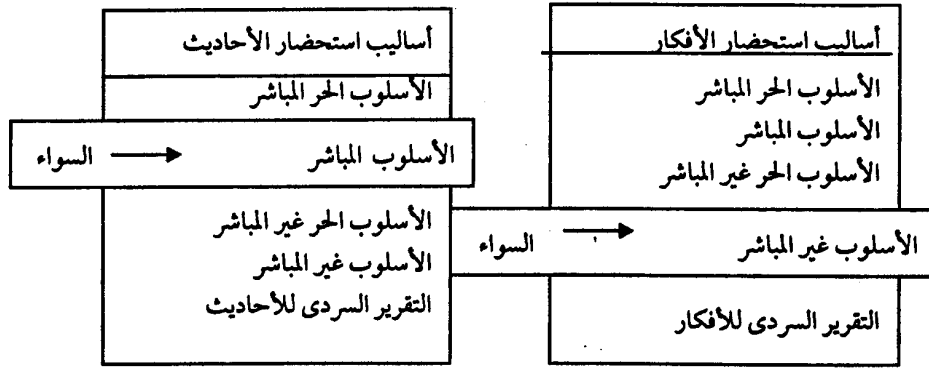 أساليب استحضار الأفكار
الأسلوب الحر المباشر
الأسلوب المباشر
الأسلوب الحر غير المباشر
الأسلوب غير المباشر
السواء
التقرير السردى للأفكار
أساليب استحضار الأحاديث
الأسلوب الحر المباشر
الأسلوب المباشر
السواء
الأسلوب الحر غير المباشر
الأسلوب غير المباشر
التقرير السردى للأحاديث